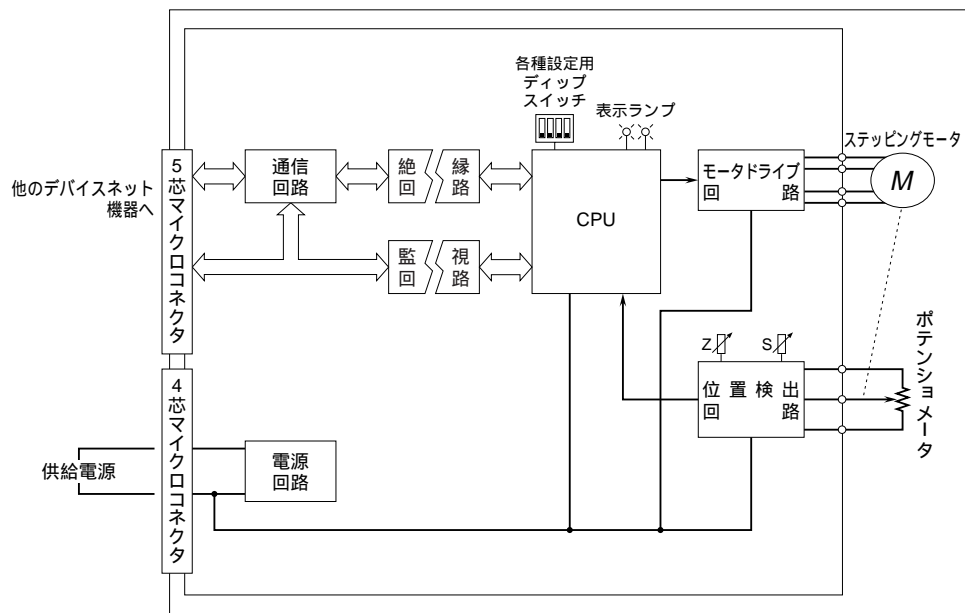 各種設定用
ディップ
スイッチ
表示ランプ
ステッピングモータ
他のデバイスネット
機器へ
5芯マイクロコネクタ
通信
回路
絶 縁
回 路
CPU
モータドライブ
回 路
M
監 視
回 路
Z
S
位置検出
回 路
ポテンショメータ
4芯マイクロコネクタ
供給電源
電源
回路